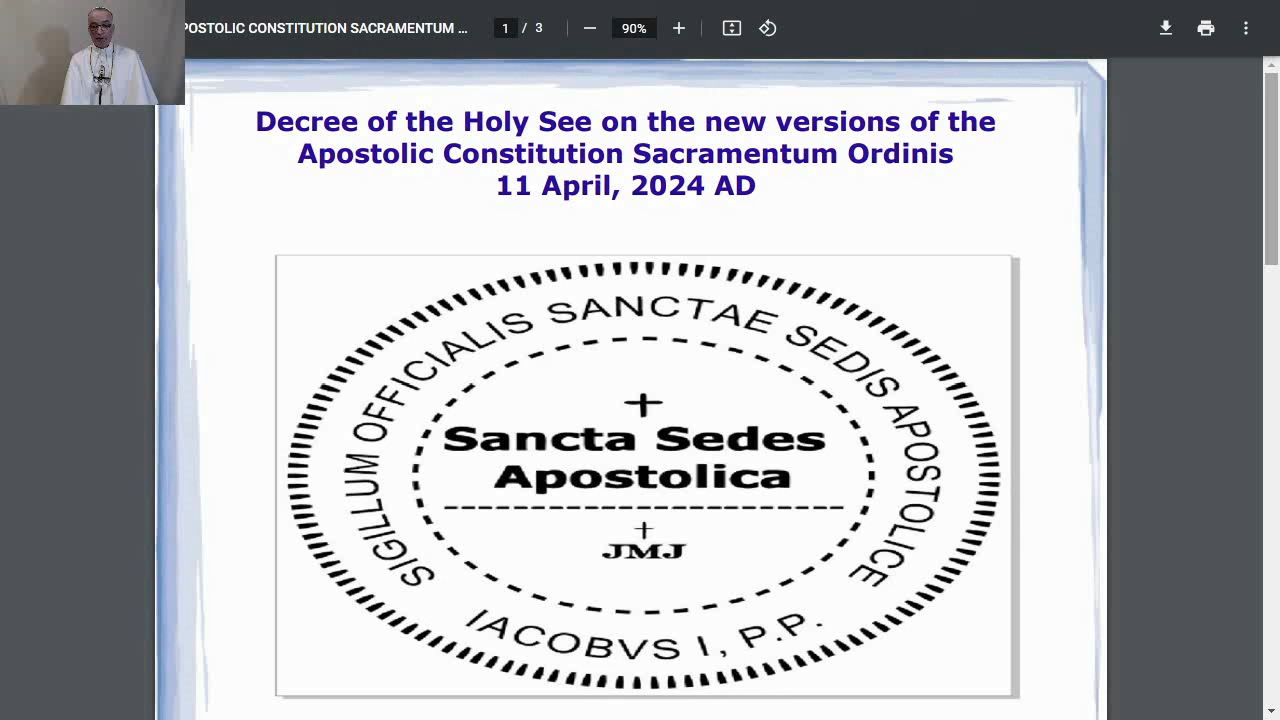 POSTOLIC CONSTITUTION SACRAMENTUM ...
1 / 3
90%
Decree of the Holy See on the new versions of the
Apostolic Constitution Sacramentum Ordinis
11 April, 2024 AD
SIGILLUM OFFICIALIS SANCTAE SEDIS APOSTOLICE
Sancta Sedes
Apostolica
JMJ
IACOBVS I, P.P.